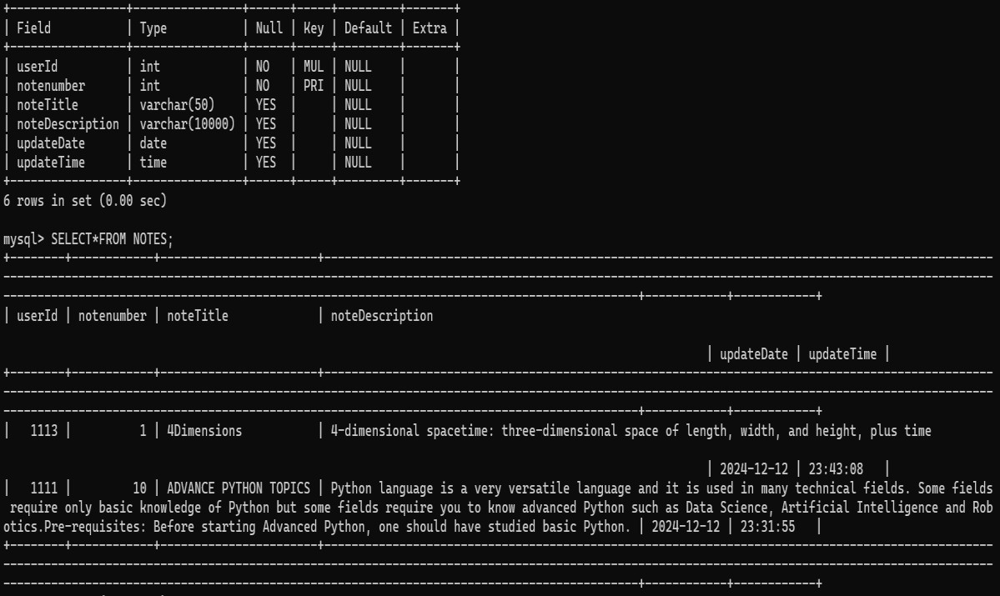 +-----------------+----------------+------+-----+---------+-------+
| Field           | Type           | Null | Key | Default | Extra |
+-----------------+----------------+------+-----+---------+-------+
| userId          | int            | NO   | MUL | NULL    |       |
| notenumber      | int            | NO   | PRI | NULL    |       |
| noteTitle       | varchar(50)    | YES  |     | NULL    |       |
| noteDescription | varchar(10000) | YES  |     | NULL    |       |
| updateDate      | date           | YES  |     | NULL    |       |
| updateTime      | time           | YES  |     | NULL    |       |
+-----------------+----------------+------+-----+---------+-------+
6 rows in set (0.00 sec)
mysql> SELECT*FROM NOTES;
| userId | notenumber | noteTitle             | noteDescription
| updateDate | updateTime |
|   1113 |          1 | 4Dimensions           | 4-dimensional spacetime: three-dimensional space of length, width, and height, plus time
| 2024-12-12 | 23:43:08   |
|   1111 |         10 | ADVANCE PYTHON TOPICS | Python language is a very versatile language and it is used in many technical fields. Some fields
 require only basic knowledge of Python but some fields require you to know advanced Python such as Data Science, Artificial Intelligence and Rob
otics.Pre-requisites: Before starting Advanced Python, one should have studied basic Python. | 2024-12-12 | 23:31:55   |